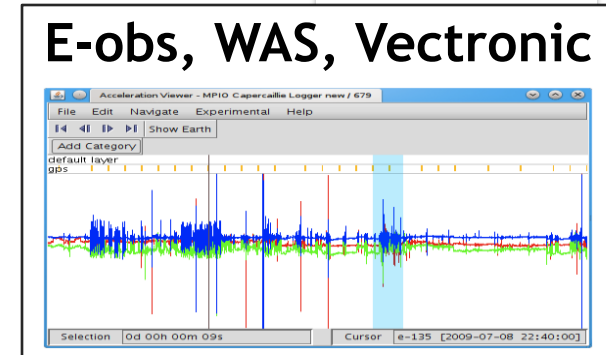 E-obs, WAS, Vectronic
Acceleration Viewer - MPIO Capercaillie Logger new / 679
File Edit Navigate Experimental Help
Show Earth
Add Category
default layer
gps
Selection 0d 00h 00m 09s Cursor e-135 [2009-07-08 22:40:00]